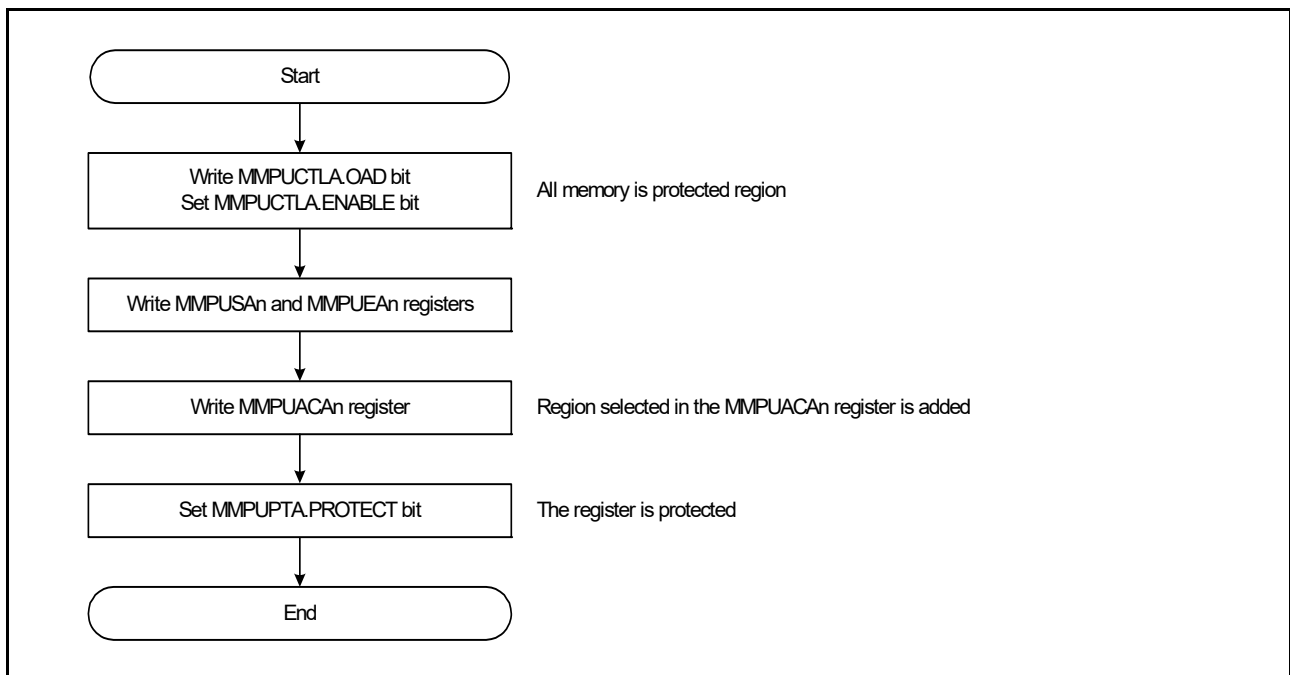 Start
Write MMPUCTLA.OAD bit
Set MMPUCTLA.ENABLE bit
All memory is protected region
Write MMPUSAn and MMPUEAn registers
Write MMPUACAn register
Region selected in the MMPUACAn register is added
Set MMPUPTA.PROTECT bit
The register is protected
End